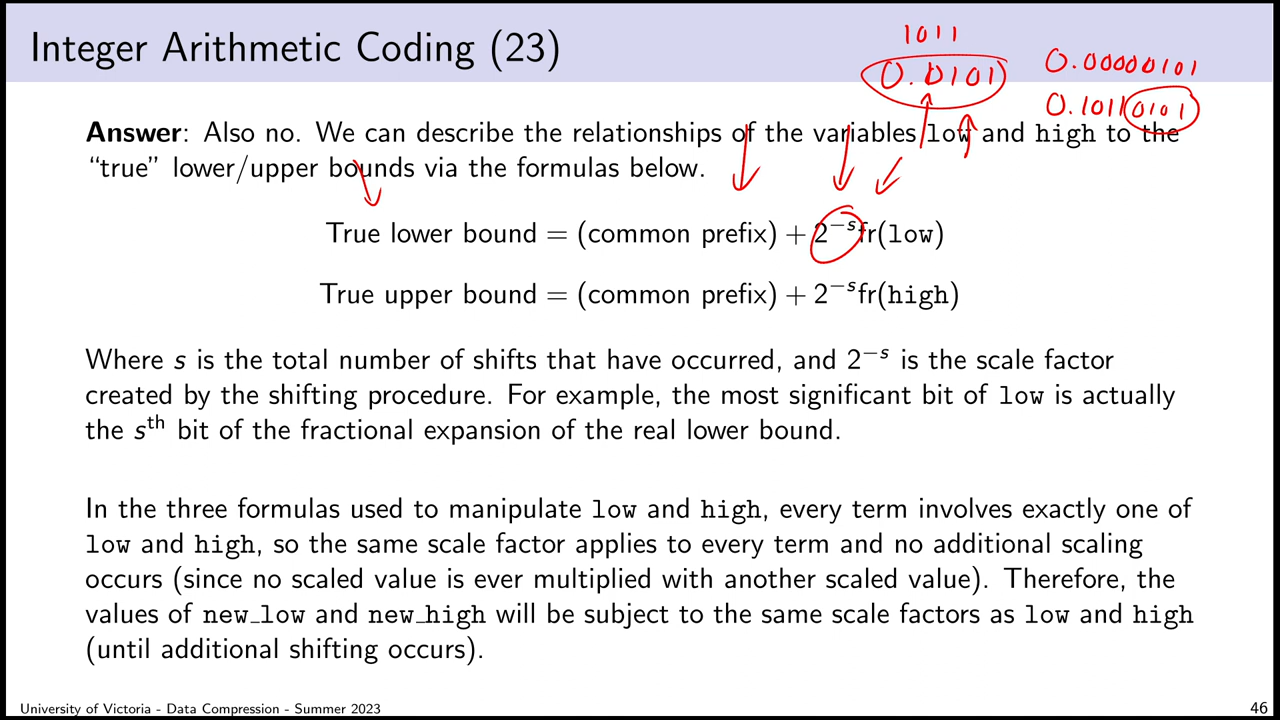 Integer Arithmetic Coding (23)
1011
0.0101
0.00000101
0.10110101
Answer: Also no. We can describe the relationships of the variables low and high to the
“true” lower/upper bounds via the formulas below.
True lower bound = (common prefix) + 2⁻ˢfr(low)
True upper bound = (common prefix) + 2⁻ˢfr(high)
Where s is the total number of shifts that have occurred, and 2⁻ˢ is the scale factor
created by the shifting procedure. For example, the most significant bit of low is actually
the sᵗʰ bit of the fractional expansion of the real lower bound.
In the three formulas used to manipulate low and high, every term involves exactly one of
low and high, so the same scale factor applies to every term and no additional scaling
occurs (since no scaled value is ever multiplied with another scaled value). Therefore, the
values of new_low and new_high will be subject to the same scale factors as low and high
(until additional shifting occurs).
University of Victoria - Data Compression - Summer 2023
46